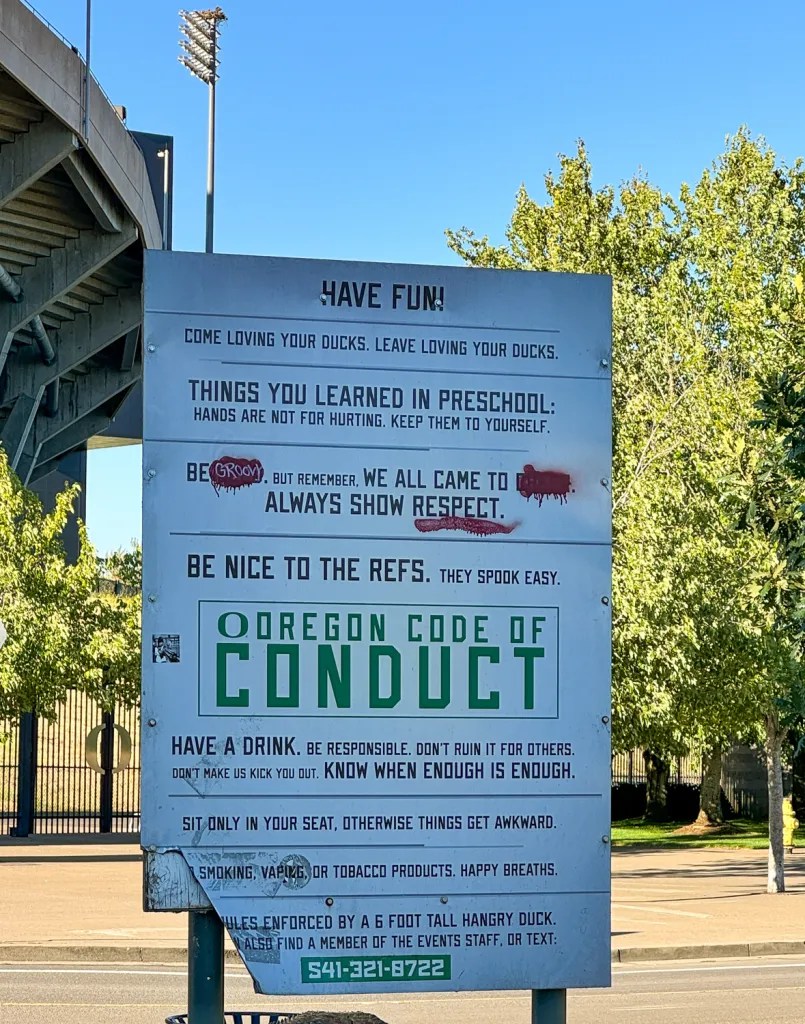 HAVE FUN!
COME LOVING YOUR DUCKS. LEAVE LOVING YOUR DUCKS.
THINGS YOU LEARNED IN PRESCHOOL:
HANDS ARE NOT FOR HURTING. KEEP THEM TO YOURSELF.
BE GROOVY. BUT REMEMBER, WE ALL CAME TO
ALWAYS SHOW RESPECT.
BE NICE TO THE REFS. THEY SPOOK EASY.
O OREGON CODE OF
CONDUCT
HAVE A DRINK. BE RESPONSIBLE. DON'T RUIN IT FOR OTHERS.
DON'T MAKE US KICK YOU OUT. KNOW WHEN ENOUGH IS ENOUGH.
SIT ONLY IN YOUR SEAT, OTHERWISE THINGS GET AWKWARD.
SMOKING, VAPING, OR TOBACCO PRODUCTS. HAPPY BREATHS.
ULES ENFORCED BY A 6 FOOT TALL HANGRY DUCK.
ALSO FIND A MEMBER OF THE EVENTS STAFF, OR TEXT:
541-321-8722